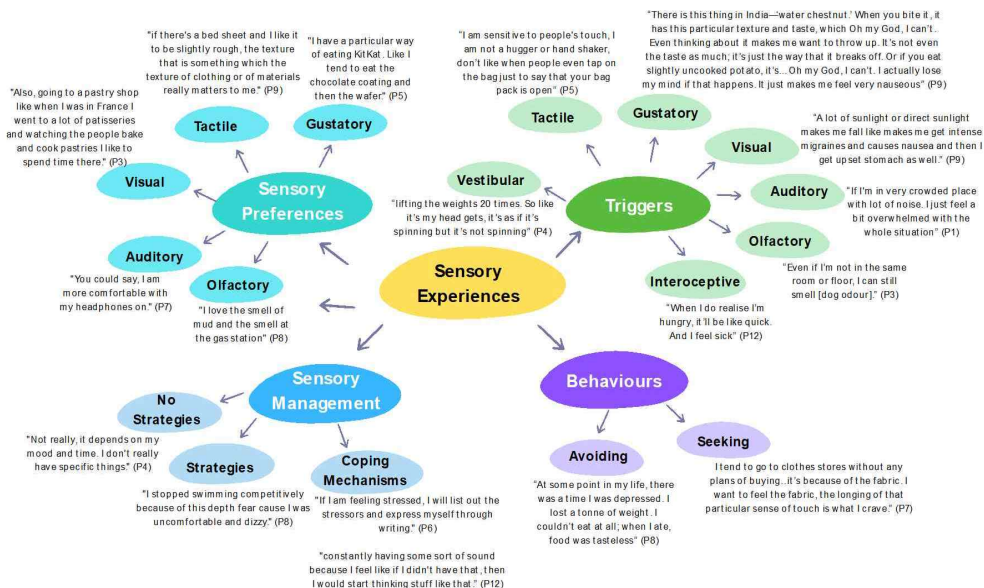 "if there's a bed sheet and I like it
to be slightly rough, the texture
that is something which the
texture of clothing or of materials
really matters to me." (P9)
"I have a particular way
of eating KitKat. Like I
tend to eat the
chocolate coating and
then the wafer." (P5)
"Also, going to a pastry shop
like when I was in France I
went to a lot of patisseries
and watching the people bake
and cook pastries I like to
spend time there." (P3)
Tactile
Gustatory
Visual
Sensory
Preferences
Auditory
"You could say, I am
more comfortable with
my headphones on." (P7)
Olfactory
"I love the smell of
mud and the smell at
the gas station" (P8)
"I am sensitive to people's touch, I
am not a hugger or hand shaker,
don't like when people even tap on
the bag just to say that your bag
pack is open" (P5)
"There is this thing in India—'water chestnut.' When you bite it, it
has this particular texture and taste, which Oh my God, I can't.
Even thinking about it makes me want to throw up. It's not even
the taste as much; it's just the way that it breaks off. Or if you eat
slightly uncooked potato, it's... Oh my God, I can't. I actually lose
my mind if that happens. It just makes me feel very nauseous" (P9)
Tactile
Gustatory
Visual
"A lot of sunlight or direct sunlight
makes me fall like makes me get intense
migraines and causes nausea and then I
get upset stomach as well." (P9)
Vestibular
"lifting the weights 20 times. So like
it's my head gets, it's as if it's
spinning but it's not spinning" (P4)
Triggers
Auditory
"If I'm in very crowded place
with lot of noise. I just feel a
bit overwhelmed with the
whole situation" (P1)
Olfactory
"Even if I'm not in the same
room or floor, I can still
smell [dog odour]." (P3)
Interoceptive
"When I do realise I'm
hungry, it'll be like quick.
And I feel sick" (P12)
Sensory
Experiences
Sensory
Management
No
Strategies
"Not really, it depends on my
mood and time. I don't really
have specific things." (P4)
Strategies
"I stopped swimming competitively
because of this depth fear cause I was
uncomfortable and dizzy." (P8)
Coping
Mechanisms
"If I am feeling stressed, I will list out the
stressors and express myself through
writing." (P6)
"constantly having some sort of sound
because I feel like if I didn't have that, then
I would start thinking stuff like that." (P12)
Behaviours
Avoiding
"At some point in my life, there
was a time I was depressed. I
lost a tonne of weight. I
couldn't eat at all; when I ate,
food was tasteless" (P8)
Seeking
I tend to go to clothes stores without any
plans of buying...it's because of the fabric. I
want to feel the fabric, the longing of that
particular sense of touch is what I crave." (P7)